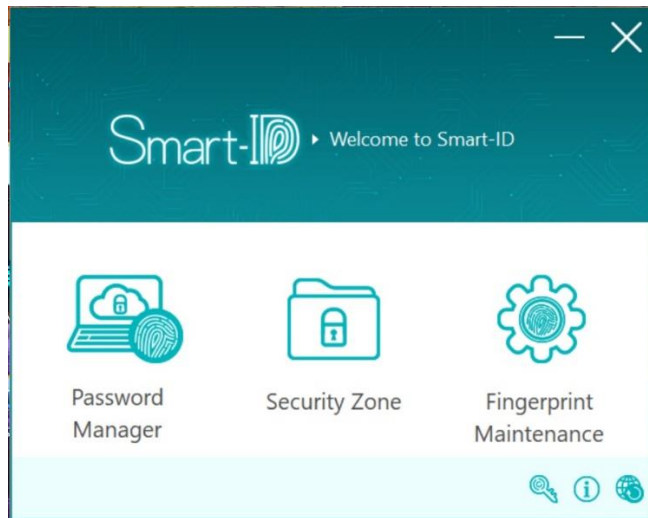 Smart-ID
Welcome to Smart-ID
Password
Manager
Security Zone
Fingerprint
Maintenance